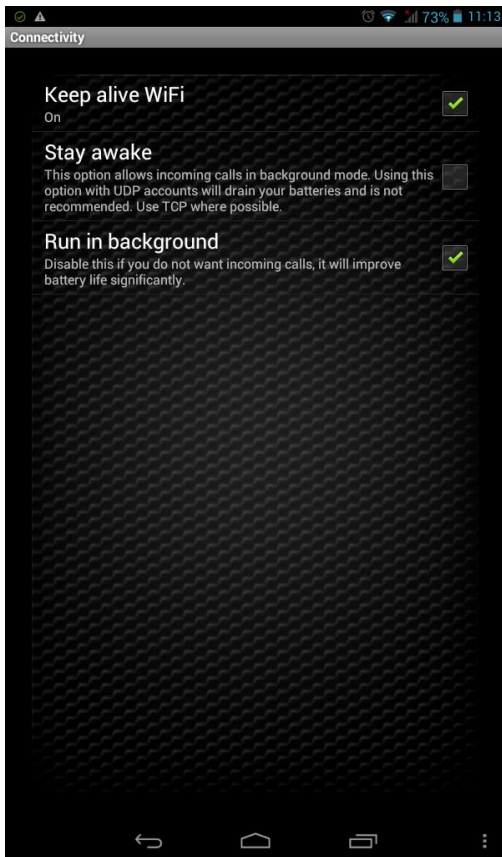 73% 11:13
Connectivity
Keep alive WiFi
On
Stay awake
This option allows incoming calls in background mode. Using this
option with UDP accounts will drain your batteries and is not
recommended. Use TCP where possible.
Run in background
Disable this if you do not want incoming calls, it will improve
battery life significantly.